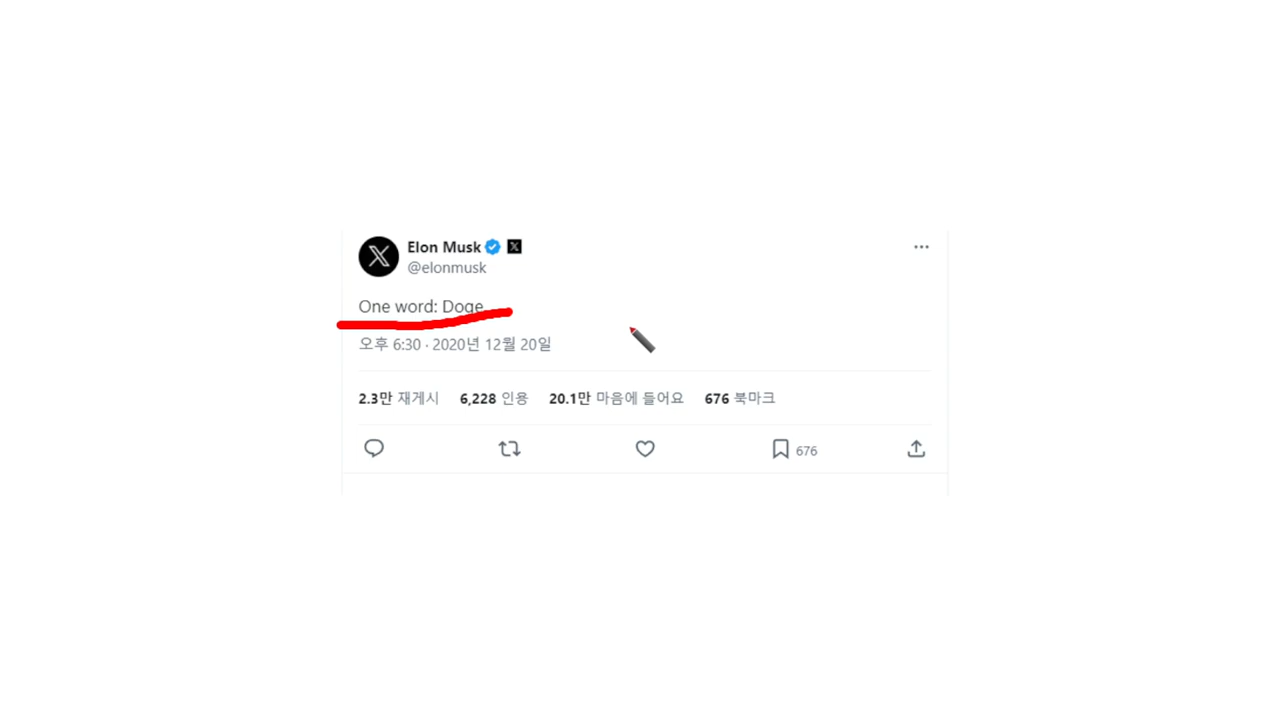 Elon Musk
@elonmusk
One word: Doge
오후 6:30 · 2020년 12월 20일
2.3만 재게시 6,228 인용 20.1만 마음에 들어요 676 북마크
676